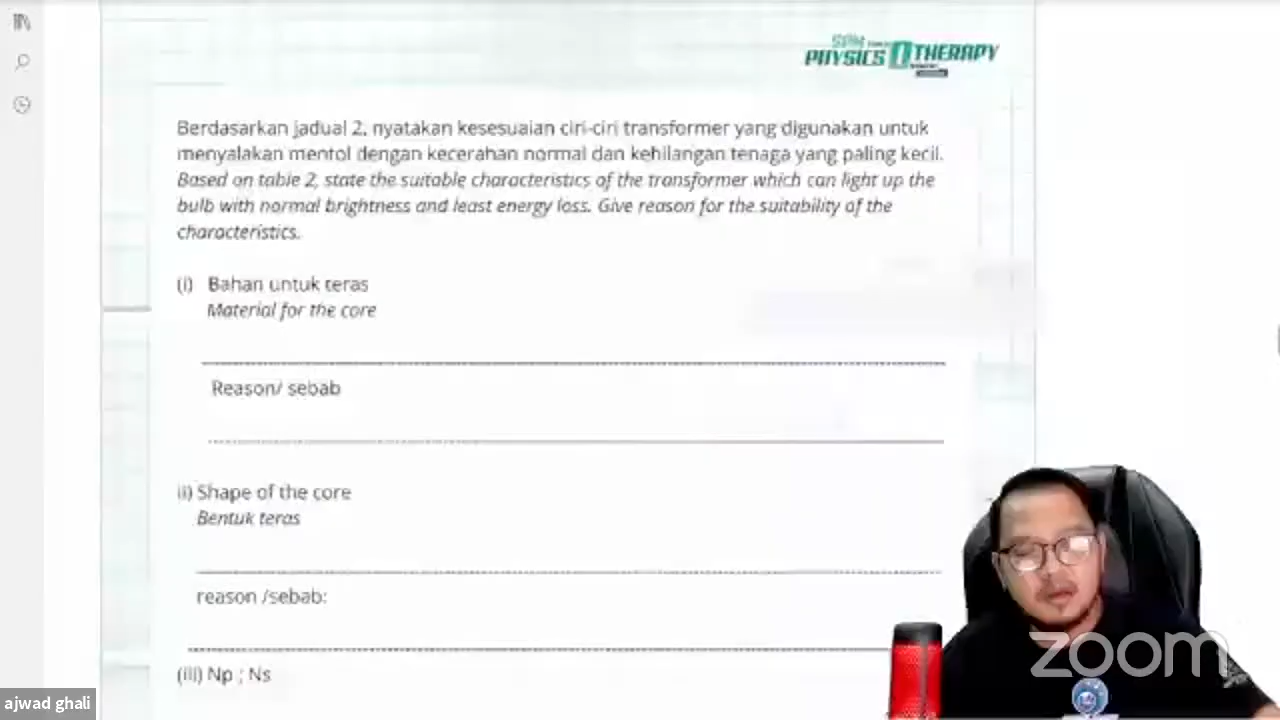 SPM
PHYSICS THERAPY
Berdasarkan jadual 2, nyatakan kesesuaian ciri-ciri transformer yang digunakan untuk
menyalakan mentol dengan kecerahan normal dan kehilangan tenaga yang paling kecil.
Based on table 2, state the suitable characteristics of the transformer which can light up the
bulb with normal brightness and least energy loss. Give reason for the suitability of the
characteristics.
(i) Bahan untuk teras
Material for the core
Reason/ sebab
ii) Shape of the core
Bentuk teras
reason /sebab:
(iii) Np ; Ns
zoom
ajwad ghali